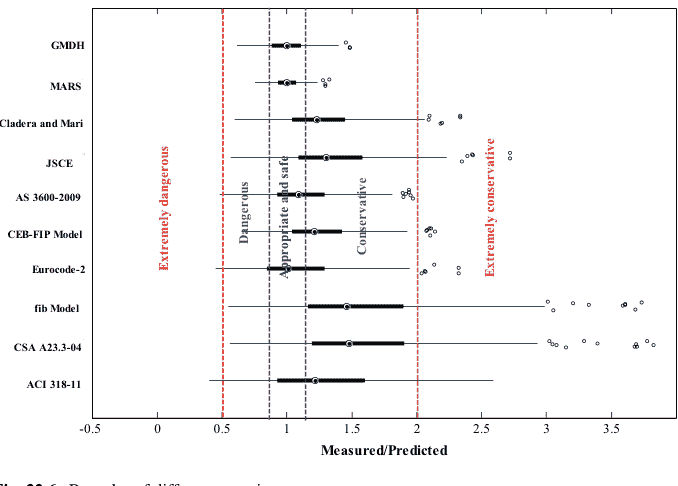 GMDH
MARS
Cladera and Mari
JSCE
AS 3600-2009
CEB-FIP Model
Eurocode-2
fib Model
CSA A23.3-04
ACI 318-11
Extremely dangerous
Dangerous
Appropriate and safe
Conservative
Extremely conservative
-0.5 0 0.5 1 1.5 2 2.5 3 3.5
Measured/Predicted